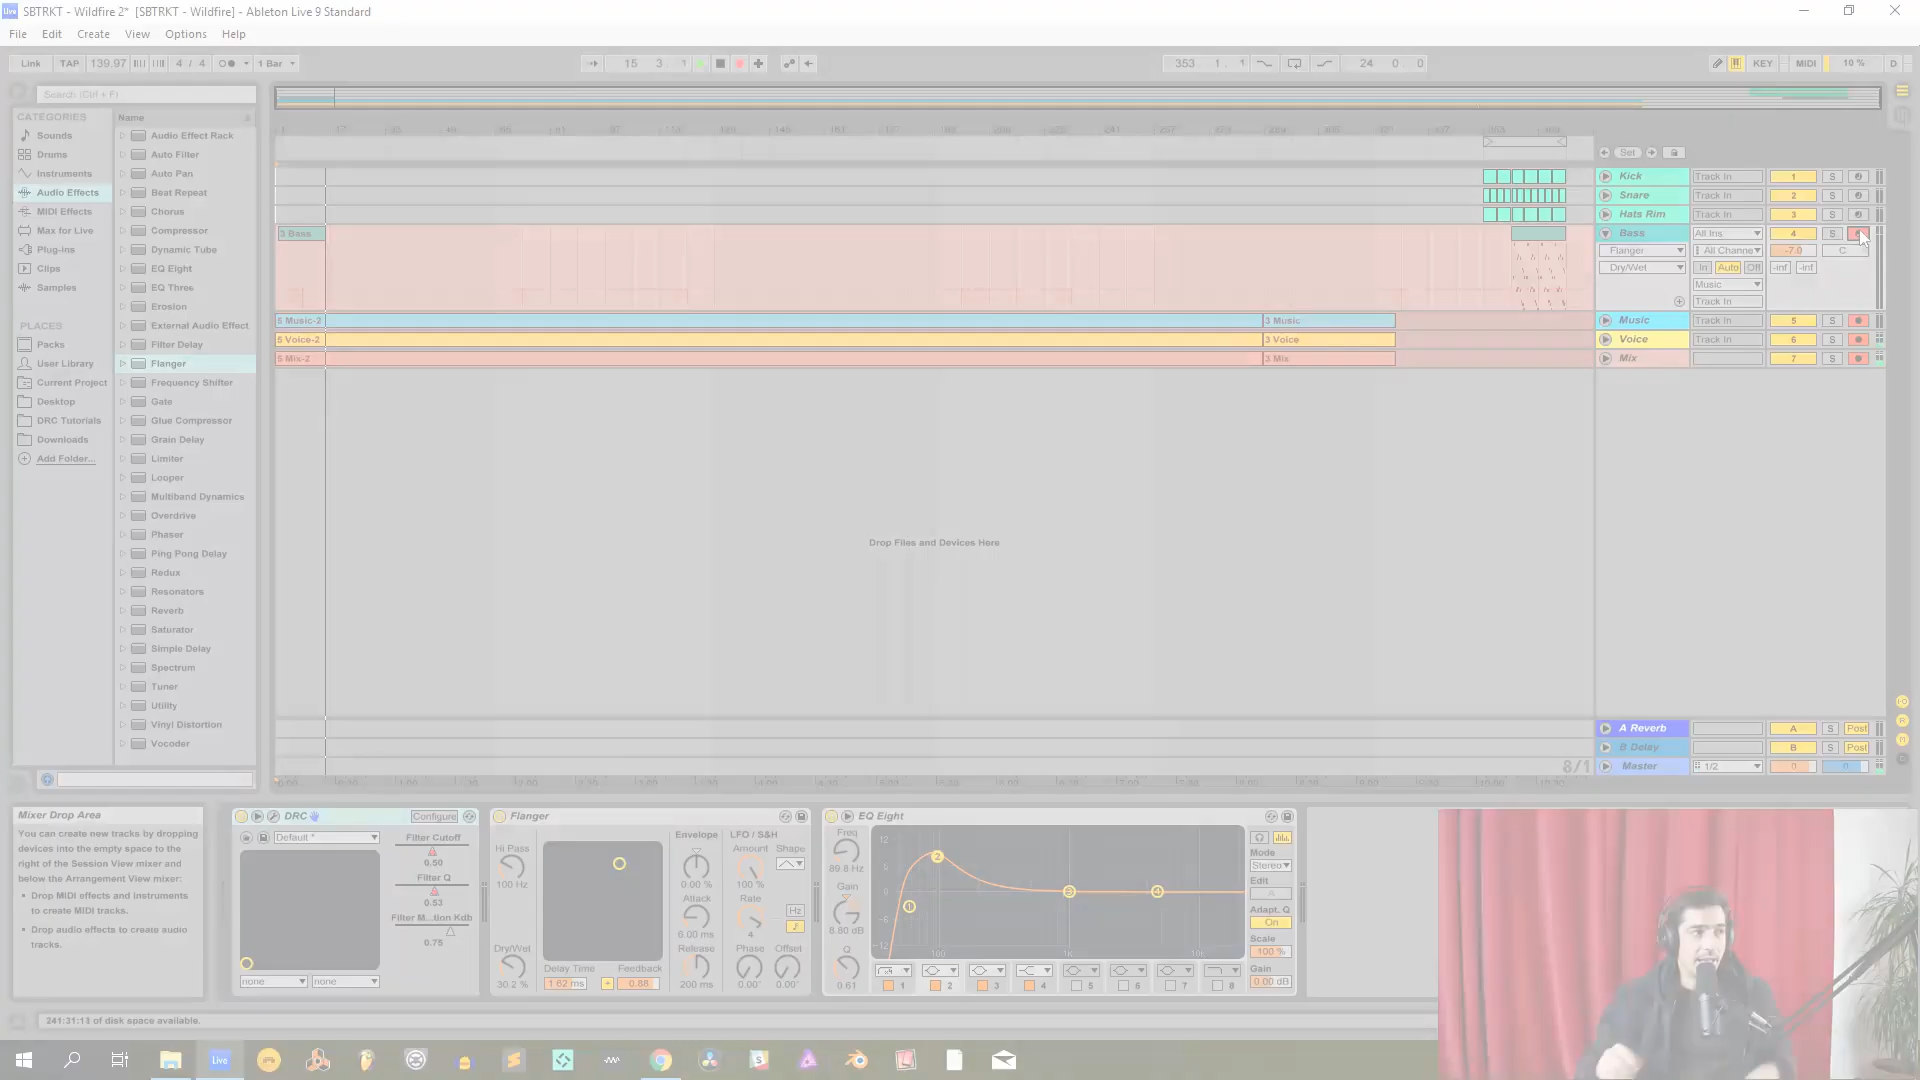 SBTRKT - Wildfire 2* [SBTRKT - Wildfire] - Ableton Live 9 Standard
File Edit Create View Options Help
Link TAP 139.97 4 / 4 1 Bar
15 3. 1
353 1. 1
24 0. 0
KEY MIDI 10 % D
Search (Ctrl + F)
CATEGORIES
Sounds
Drums
Instruments
Audio Effects
MIDI Effects
Max for Live
Plug-ins
Clips
Samples
PLACES
Packs
User Library
Current Project
Desktop
DRC Tutorials
Downloads
Add Folder...
Name
Audio Effect Rack
Auto Filter
Auto Pan
Beat Repeat
Chorus
Compressor
Dynamic Tube
EQ Eight
EQ Three
Erosion
External Audio Effect
Filter Delay
Flanger
Frequency Shifter
Gate
Glue Compressor
Grain Delay
Limiter
Looper
Multiband Dynamics
Overdrive
Phaser
Ping Pong Delay
Redux
Resonators
Reverb
Saturator
Simple Delay
Spectrum
Tuner
Utility
Vinyl Distortion
Vocoder
3 Bass
5 Music-2
3 Music
5 Voice-2
3 Voice
5 Mix-2
3 Mix
Drop Files and Devices Here
8/1
Set
Kick Track In 1 S
Snare Track In 2 S
Hats Rim Track In 3 S
Bass All Ins 4 S
Flanger All Channe -7.0 C
Dry/Wet In Auto Off -inf -inf
Music
Track In
Music Track In 5 S
Voice Track In 6 S
Mix 7 S
A Reverb A S Post
B Delay B S Post
Master 1/2 0 0
Mixer Drop Area
You can create new tracks by dropping
devices into the empty space to the
right of the Session View mixer and
below the Arrangement View mixer:
• Drop MIDI effects and instruments
to create MIDI tracks.
• Drop audio effects to create audio
tracks.
DRC Configure
Default *
Filter Cutoff
0.50
Filter Q
0.53
Filter M...tion Kdb
0.75
none none
Flanger
Hi Pass
100 Hz
Dry/Wet
30.2 %
Delay Time Feedback
1.62 ms + 0.88
Envelope
0.00 %
Attack
6.00 ms
Release
200 ms
LFO / S&H
Amount Shape
100 %
Rate
4
Hz
Phase Offset
0.00° 0.00°
EQ Eight
Freq
89.8 Hz
Gain
8.80 dB
Q
0.61
12
6
0
-6
-12
100 1K 10K
1 2 3 4
1 2 3 4 5 6 7 8
Mode
Stereo
Edit
A
Adapt. Q
On
Scale
100 %
Gain
0.00 dB
241:31:13 of disk space available.
Live